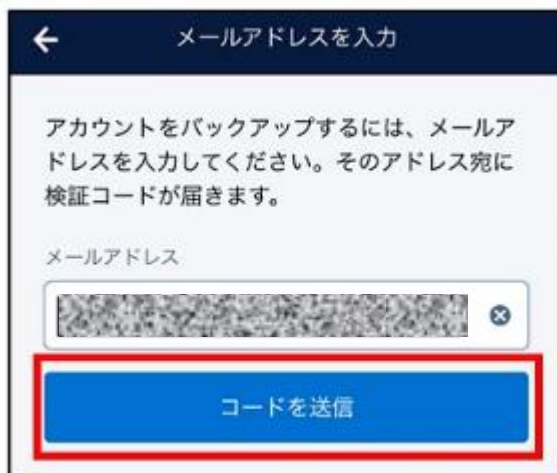 メールアドレスを入力
アカウントをバックアップするには、メールア
ドレスを入力してください。そのアドレス宛に
検証コードが届きます。
メールアドレス
コードを送信